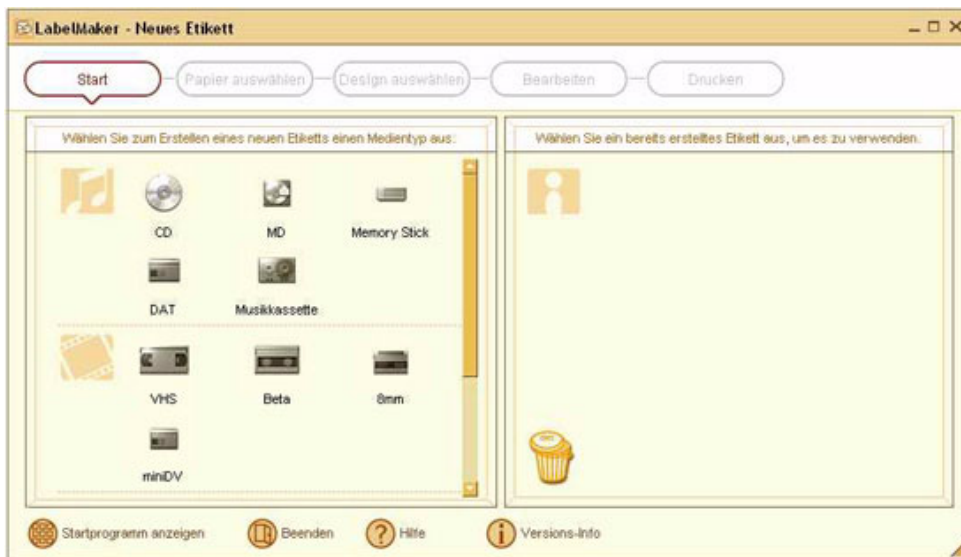 LabelMaker - Neues Etikett
Start
Papier auswählen
Design auswählen
Bearbeiten
Drucken
Wählen Sie zum Erstellen eines neuen Etiketts einen Medientyp aus:
CD
MD
Memory Stick
DAT
Musikkassette
VHS
Beta
8mm
miniDV
Wählen Sie ein bereits erstelltes Etikett aus, um es zu verwenden.
Startprogramm anzeigen
Beenden
? Hilfe
i Versions-Info